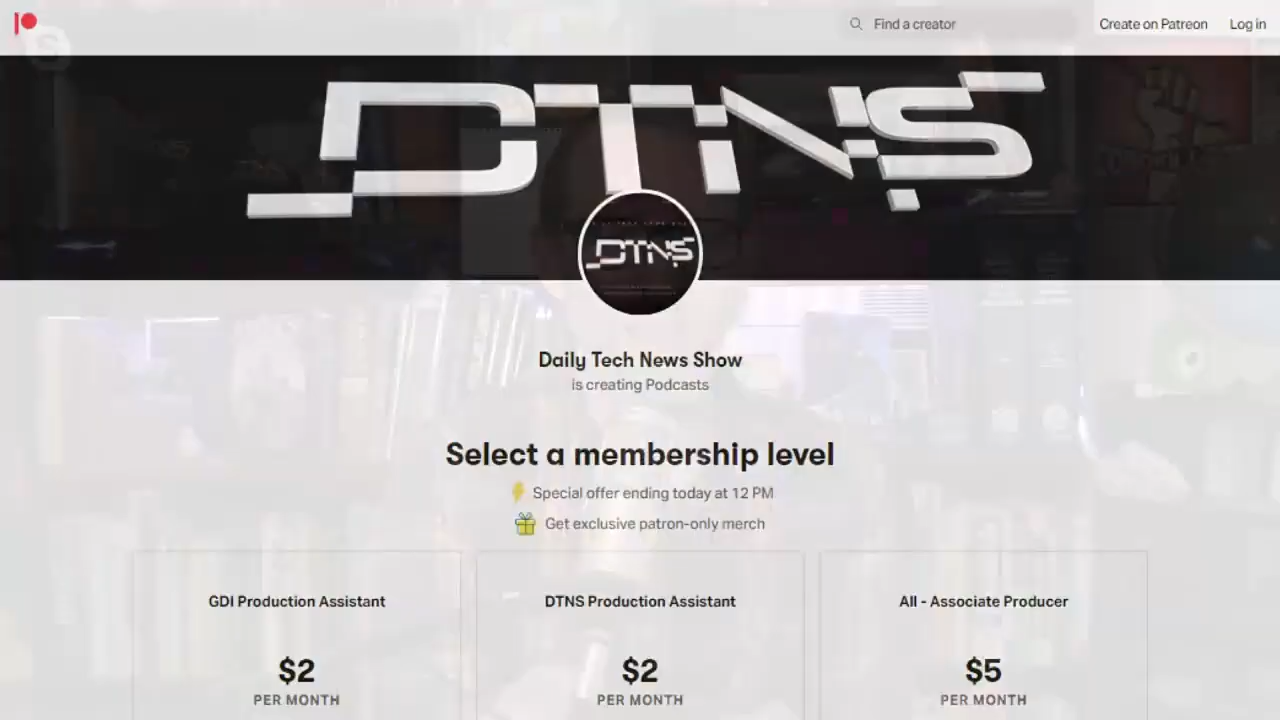 Find a creator
Create on Patreon
Log in
DTNS
DTNS
Daily Tech News Show
is creating Podcasts
Select a membership level
Special offer ending today at 12 PM
Get exclusive patron-only merch
GDI Production Assistant
DTNS Production Assistant
All - Associate Producer
$2
$2
$5
PER MONTH
PER MONTH
PER MONTH